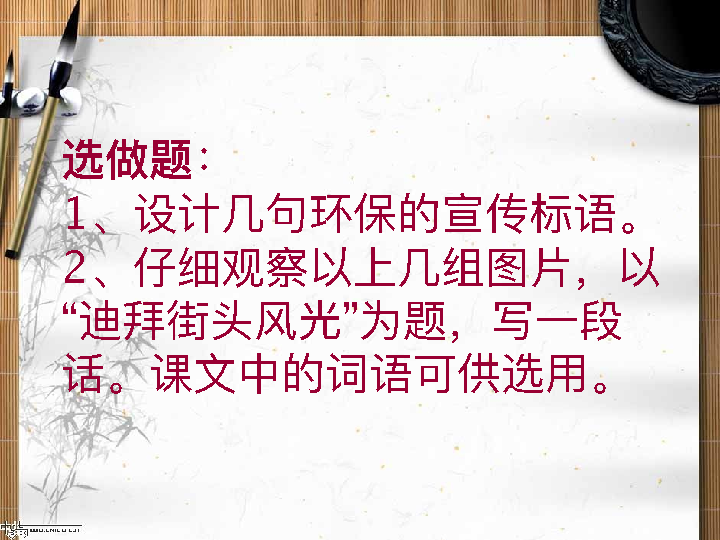 选做题：
1、设计几句环保的宣传标语。
2、仔细观察以上几组图片，以
“迪拜街头风光”为题，写一段
话。课文中的词语可供选用。